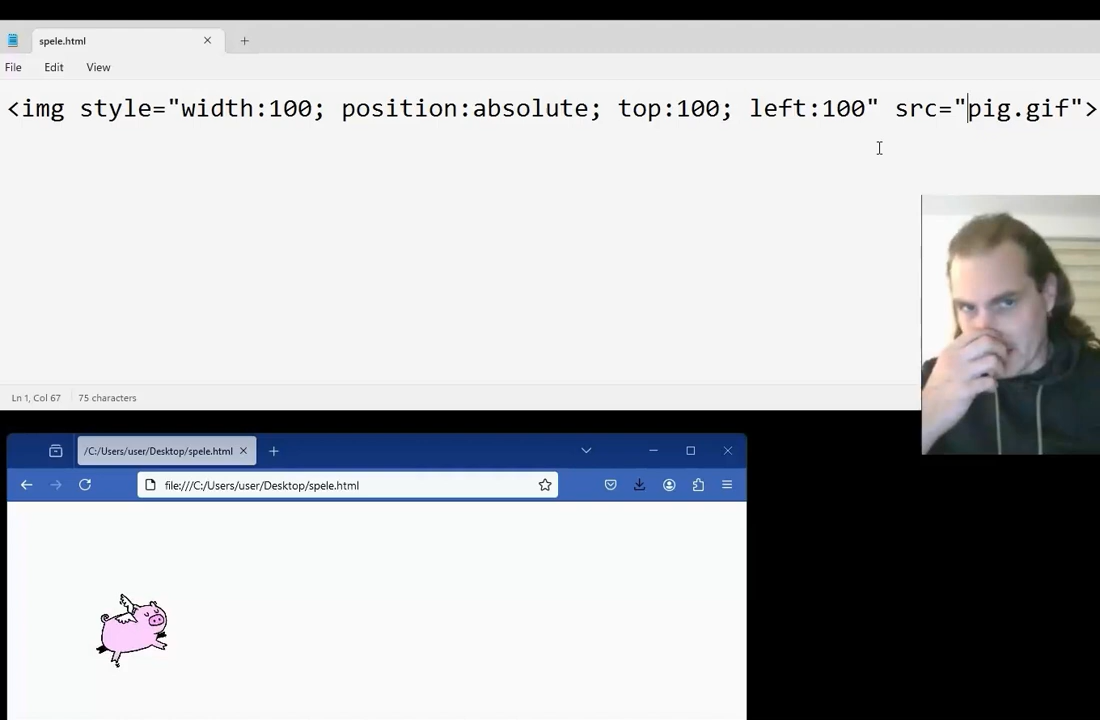 spele.html
File Edit View
<img style="width:100; position:absolute; top:100; left:100" src="pig.gif">
Ln 1, Col 67 75 characters
/C:/Users/user/Desktop/spele.html
file:///C:/Users/user/Desktop/spele.html